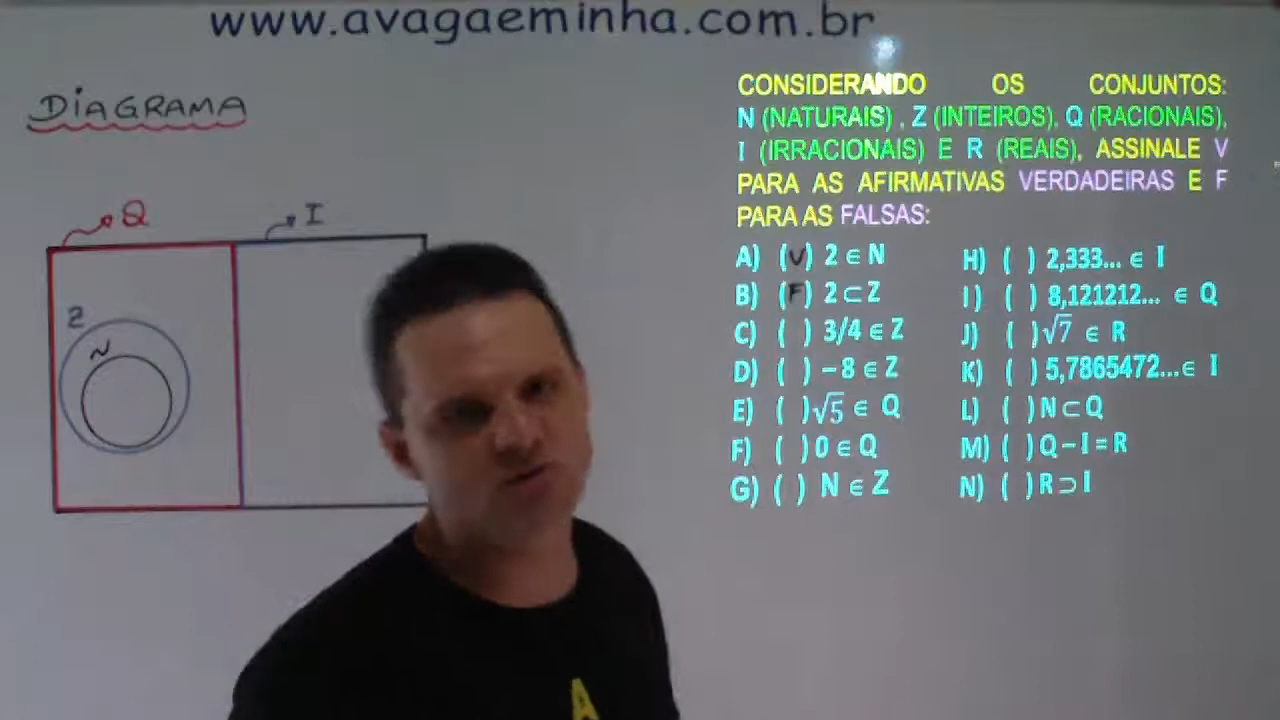 www.avagaeminha.com.br
DIAGRAMA
Q
I
2
N
CONSIDERANDO OS CONJUNTOS:
N (NATURAIS) , Z (INTEIROS), Q (RACIONAIS),
I (IRRACIONAIS) E R (REAIS), ASSINALE V
PARA AS AFIRMATIVAS VERDADEIRAS E F
PARA AS FALSAS:
A) (V) 2 ∈ N
B) (F) 2 ⊂ Z
C) ( ) 3/4 ∈ Z
D) ( ) −8 ∈ Z
E) ( ) √5 ∈ Q
F) ( ) 0 ∈ Q
G) ( ) N ∈ Z
H) ( ) 2,333... ∈ I
I) ( ) 8,121212... ∈ Q
J) ( ) √7 ∈ R
K) ( ) 5,7865472...∈ I
L) ( ) N ⊂ Q
M) ( ) Q − I = R
N) ( ) R ⊃ I
A